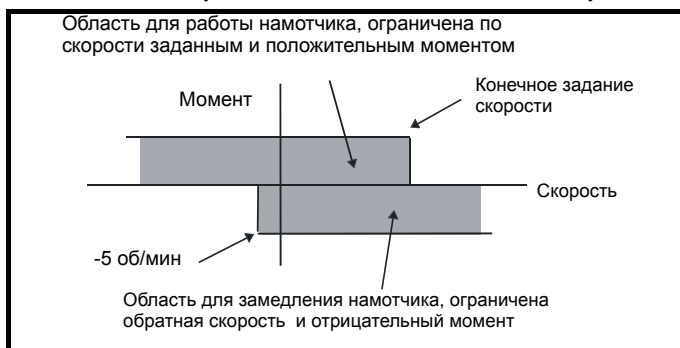 Область для работы намотчика, ограничена по
скорости заданным и положительным моментом
Момент
Конечное задание
скорости
Скорость
-5 об/мин
Область для замедления намотчика, ограничена
обратная скорость и отрицательный момент